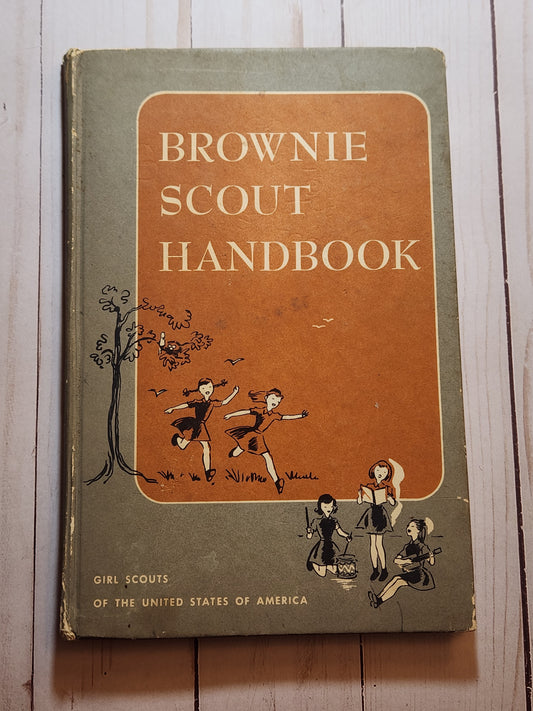 BROWNIE
SCOUT
HANDBOOK
GIRL SCOUTS
OF THE UNITED STATES OF AMERICA